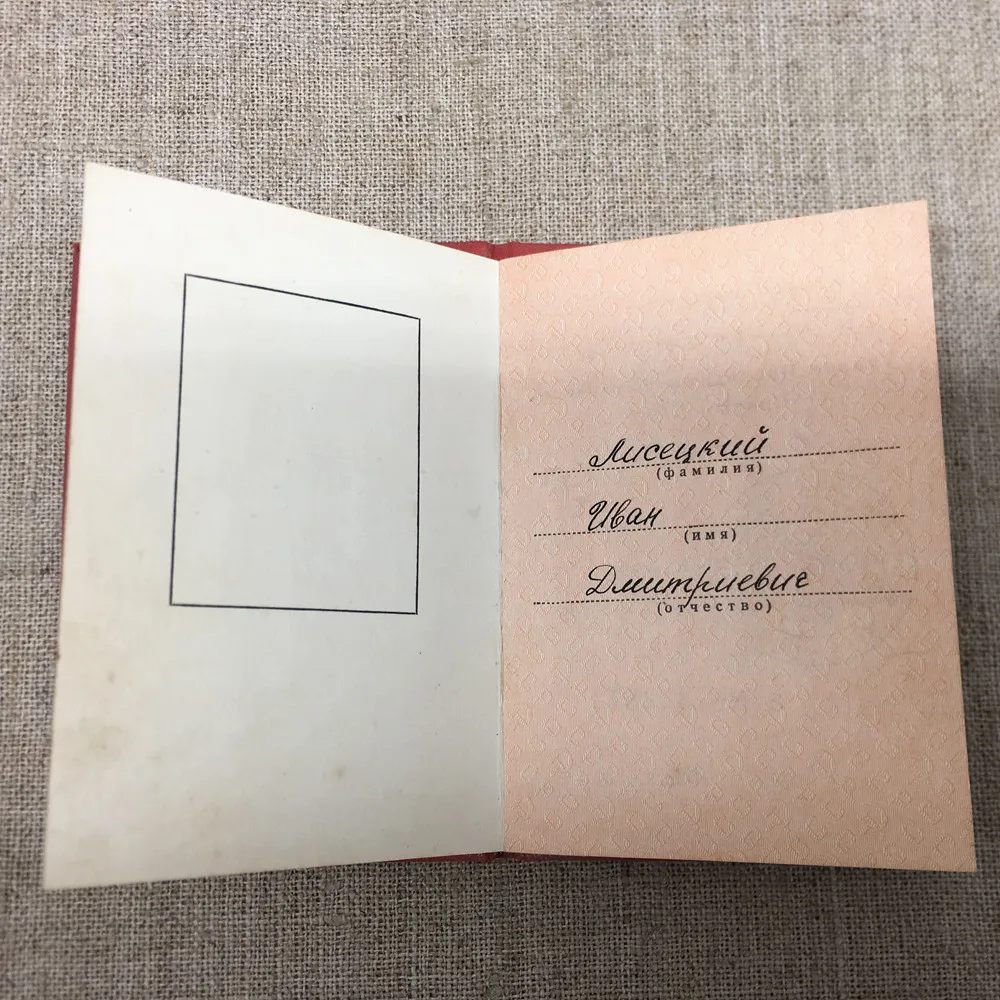 Лисецкий
(фамилия)
Иван
(имя)
Дмитриевич
(отчество)